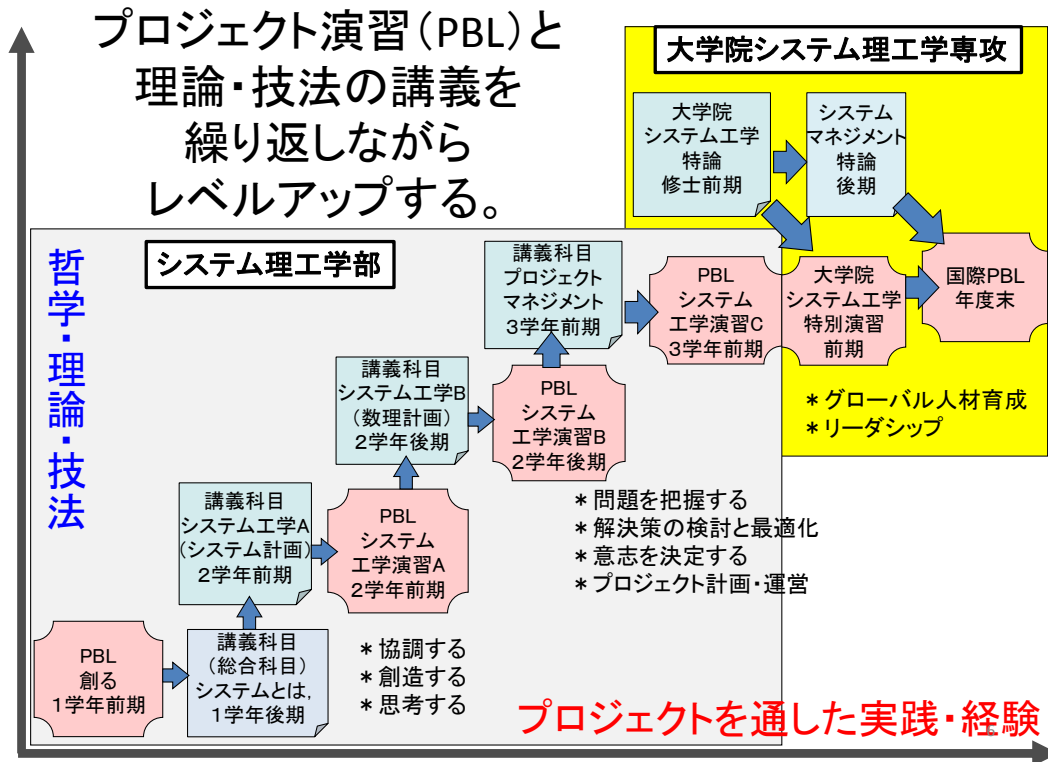 プロジェクト演習(PBL)と
理論・技法の講義を
繰り返しながら
レベルアップする。
大学院システム理工学専攻
大学院
システム工学
特論
修士前期
システム
マネジメント
特論
後期
システム理工学部
哲学・理論・技法
講義科目
プロジェクト
マネジメント
3学年前期
PBL
システム
工学演習C
3学年前期
大学院
システム工学
特別演習
前期
国際PBL
年度末
講義科目
システム工学B
(数理計画)
2学年後期
PBL
システム
工学演習B
2学年後期
*グローバル人材育成
*リーダシップ
講義科目
システム工学A
(システム計画)
2学年前期
PBL
システム
工学演習A
2学年前期
*問題を把握する
*解決策の検討と最適化
*意志を決定する
*プロジェクト計画・運営
PBL
創る
1学年前期
講義科目
(総合科目)
システムとは,
1学年後期
*協調する
*創造する
*思考する
プロジェクトを通した実践・経験